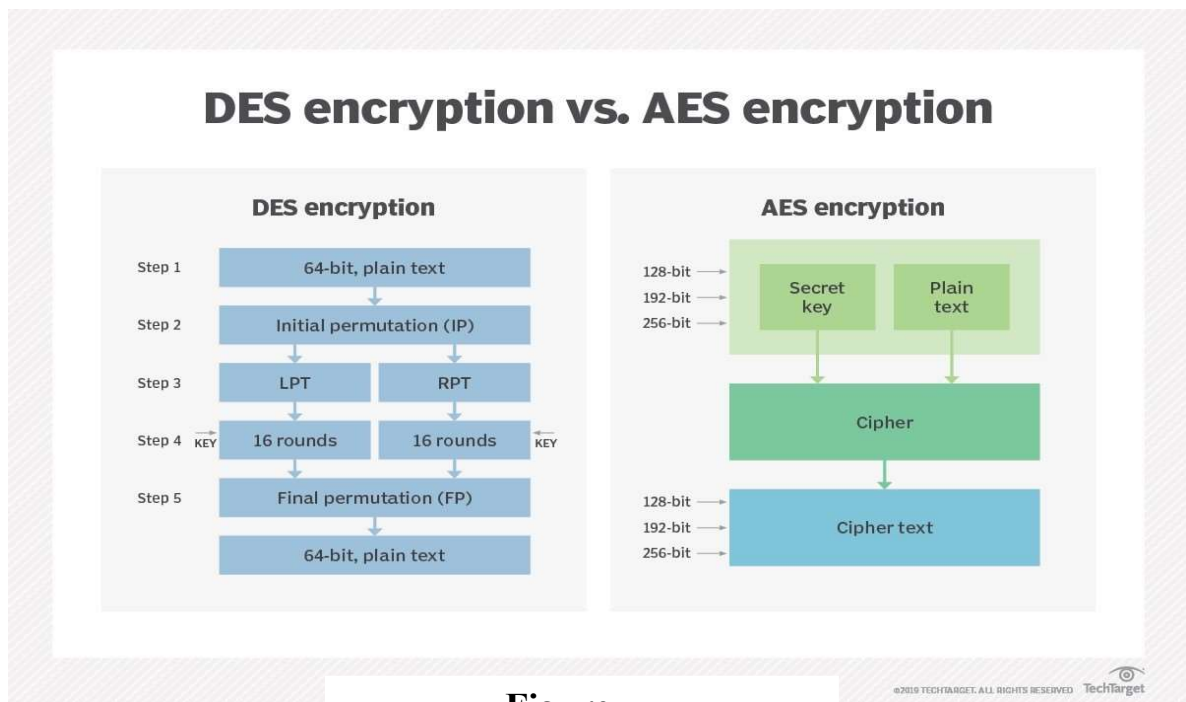 DES encryption vs. AES encryption
DES encryption
Step 1
64-bit, plain text
Step 2
Initial permutation (IP)
Step 3
LPT
RPT
Step 4
KEY
16 rounds
16 rounds
KEY
Step 5
Final permutation (FP)
64-bit, plain text
AES encryption
128-bit
192-bit
256-bit
Secret
key
Plain
text
Cipher
128-bit
192-bit
256-bit
Cipher text
©2019 TECHTARGET. ALL RIGHTS RESERVED TechTarget